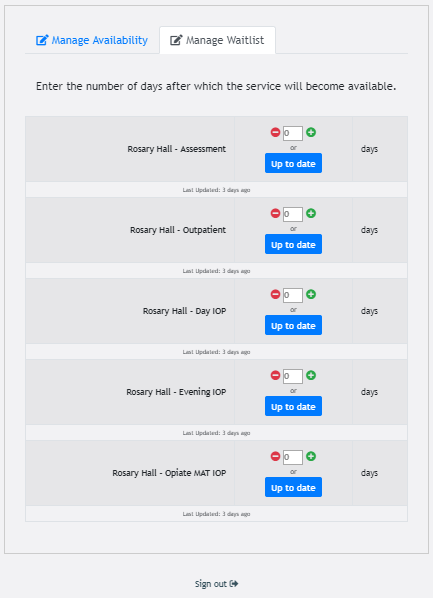 Manage Availability
Manage Waitlist
Enter the number of days after which the service will become available.
Rosary Hall - Assessment
0
or
Up to date
days
Last Updated: 3 days ago
Rosary Hall - Outpatient
0
or
Up to date
days
Last Updated: 3 days ago
Rosary Hall - Day IOP
0
or
Up to date
days
Last Updated: 3 days ago
Rosary Hall - Evening IOP
0
or
Up to date
days
Last Updated: 3 days ago
Rosary Hall - Opiate MAT IOP
0
or
Up to date
days
Last Updated: 3 days ago
Sign out